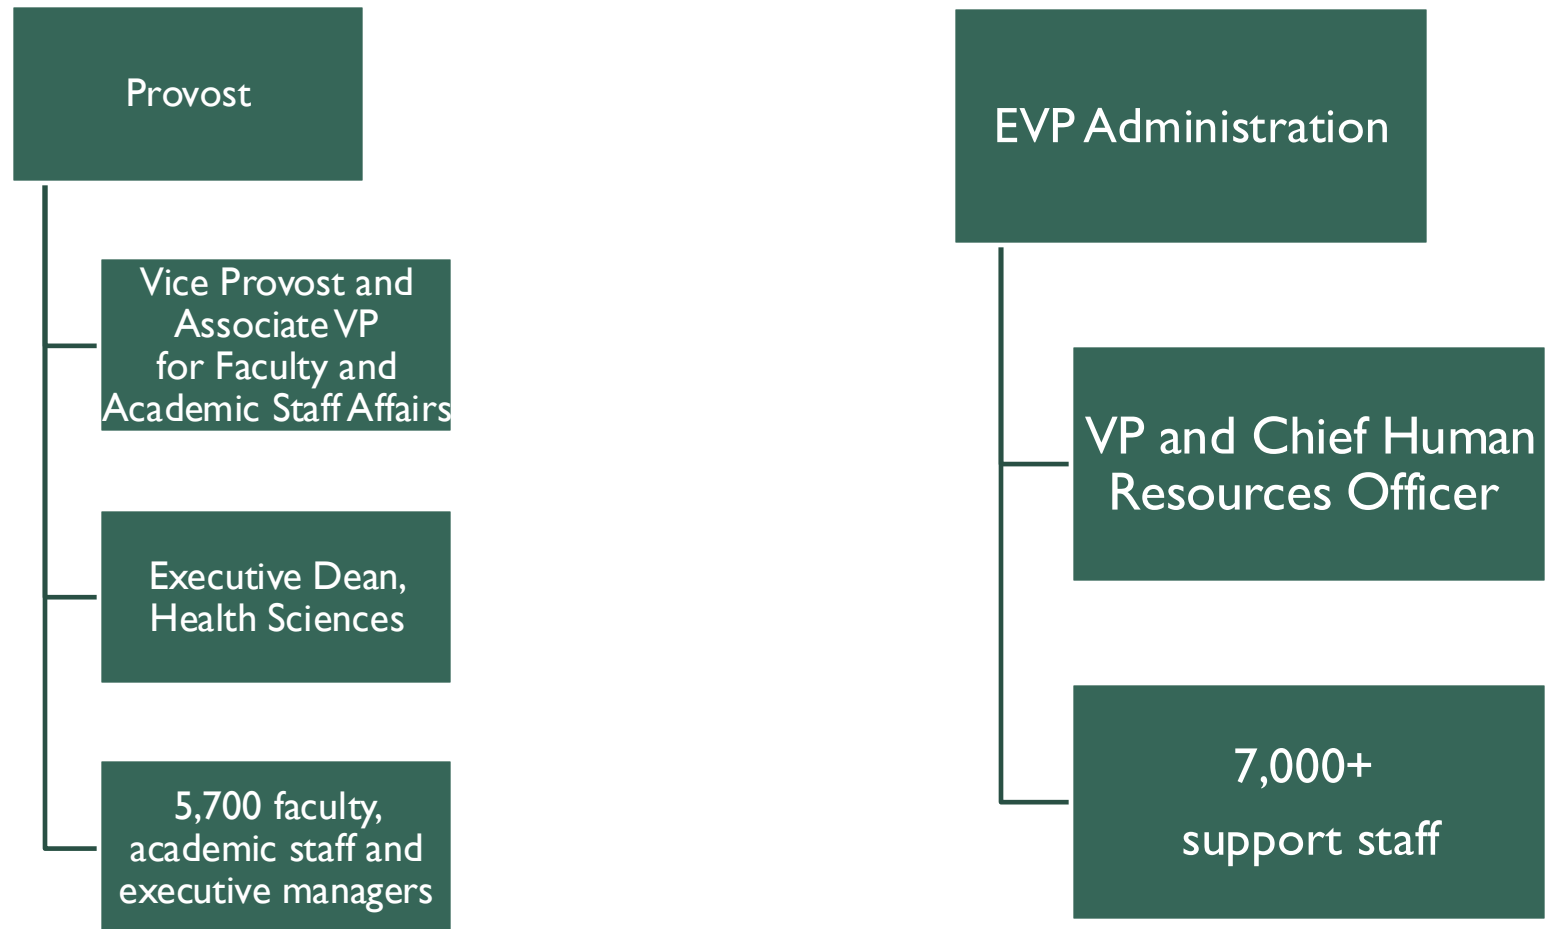 Provost
Vice Provost and
Associate VP
for Faculty and
Academic Staff Affairs
Executive Dean,
Health Sciences
5,700 faculty,
academic staff and
executive managers
EVP Administration
VP and Chief Human
Resources Officer
7,000+
support staff